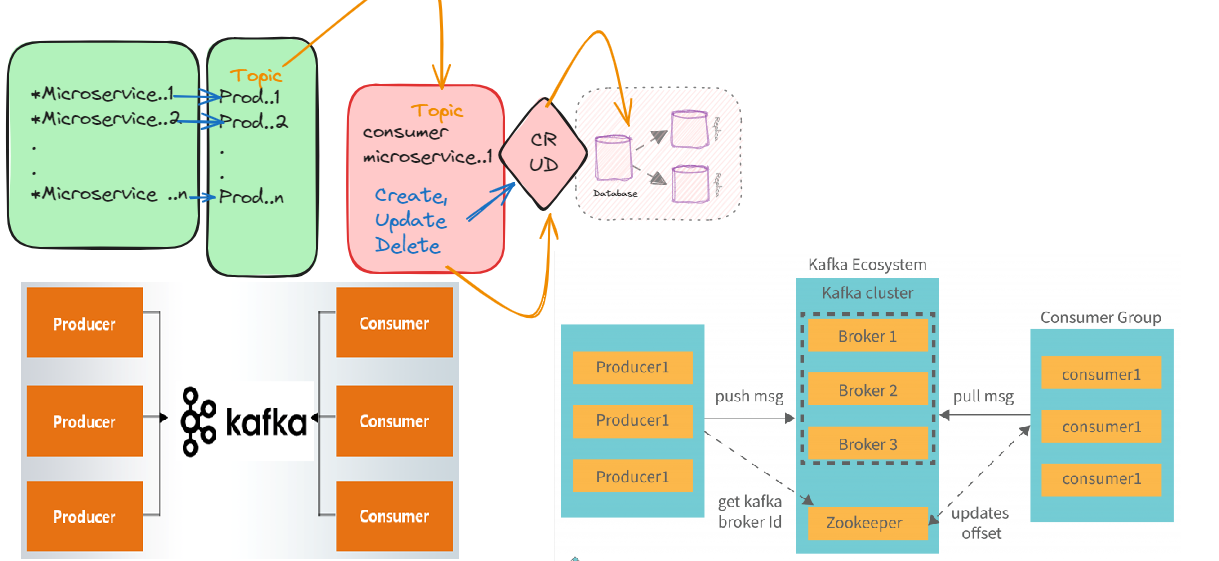 Topic
*Microservice..1
Prod..1
*Microservice..2
Prod..2
.
.
.
.
*Microservice ..n
Prod..n
Topic
consumer
microservice..1
Create,
Update
Delete
CR
UD
Database
Replica
Replica
Producer
Producer
Producer
kafka
Consumer
Consumer
Consumer
Kafka Ecosystem
Kafka cluster
Broker 1
Broker 2
Broker 3
Zookeeper
Producer1
Producer1
Producer1
push msg
get kafka
broker Id
pull msg
updates
offset
Consumer Group
consumer1
consumer1
consumer1